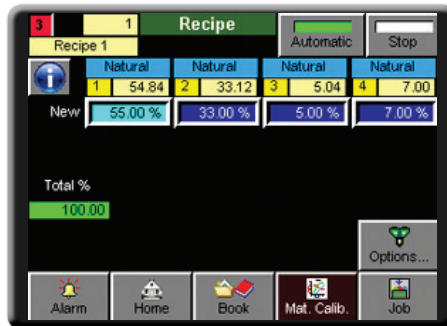 3 1 Recipe
Recipe 1 Automatic Stop
Natural Natural Natural Natural
1 54.84 2 33.12 3 5.04 4 7.00
New 55.00 % 33.00 % 5.00 % 7.00 %
Total %
100.00
Options...
Alarm Home Book Mat. Calib. Job